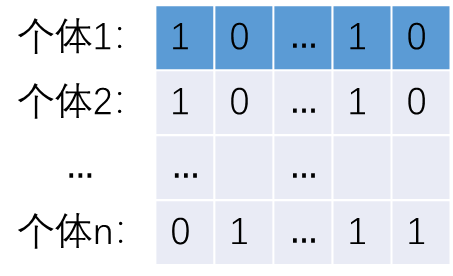 个体1: 1 0 … 1 0
个体2: 1 0 … 1 0
… … …
个体n: 0 1 … 1 1